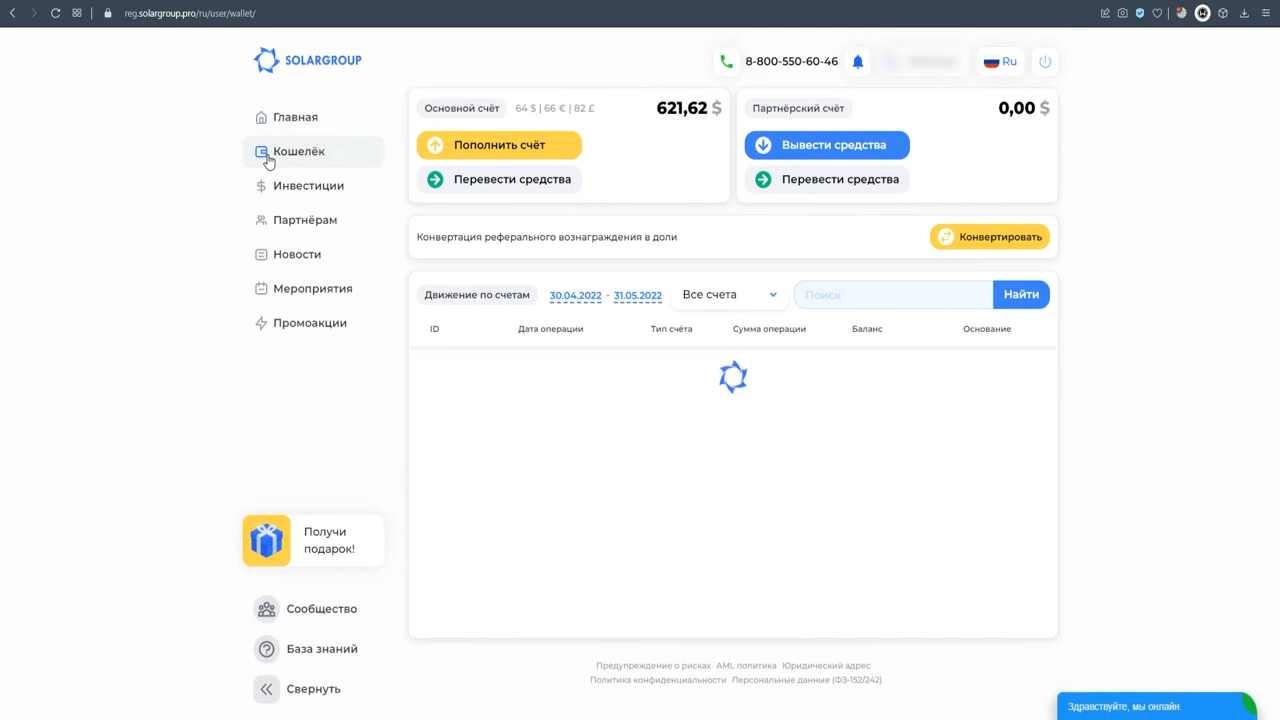 reg.solargroup.pro/ru/user/wallet/
SOLARGROUP
8-800-550-60-46
Ru
Главная
Кошелёк
Инвестиции
Партнёрам
Новости
Мероприятия
Промоакции
Основной счёт 64 $ | 66 € | 82 £ 621,62 $
Пополнить счёт
Перевести средства
Партнёрский счёт 0,00 $
Вывести средства
Перевести средства
Конвертация реферального вознаграждения в доли
Конвертировать
Движение по счетам 30.04.2022 - 31.05.2022 Все счета Поиск Найти
ID Дата операции Тип счёта Сумма операции Баланс Основание
Получи
подарок!
Сообщество
База знаний
Свернуть
Предупреждение о рисках AML политика Юридический адрес
Политика конфиденциальности Персональные данные (ФЗ-152/242)
Здравствуйте, мы онлайн.